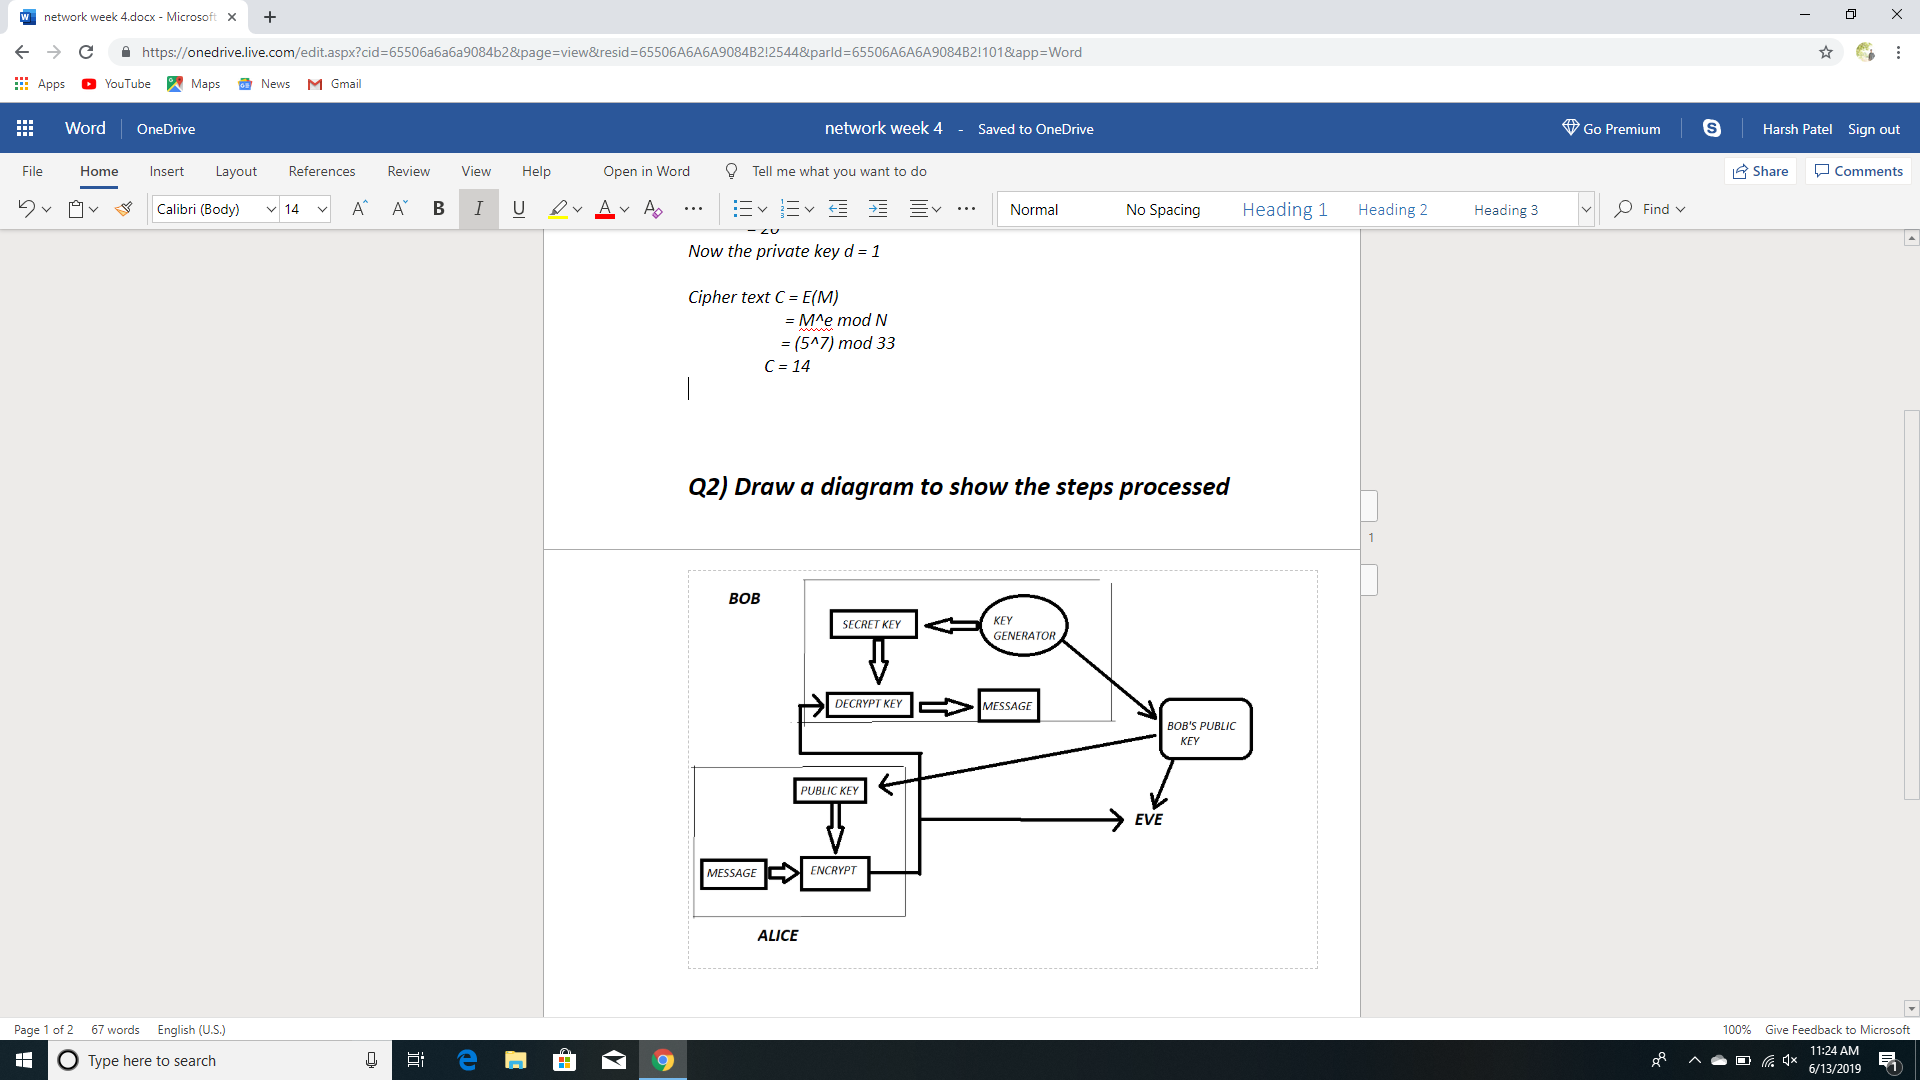 network week 4.docx - Microsoft
https://onedrive.live.com/edit.aspx?cid=65506a6a6a9084b2&page=view&resid=65506A6A6A9084B2!2544&parId=65506A6A6A9084B2!101&app=Word
Apps YouTube Maps News Gmail
Word OneDrive network week 4 - Saved to OneDrive Go Premium Harsh Patel Sign out
File Home Insert Layout References Review View Help Open in Word Tell me what you want to do Share Comments
Calibri (Body) 14 B I U A Normal No Spacing Heading 1 Heading 2 Heading 3 Find
= 20
Now the private key d = 1
Cipher text C = E(M)
= M^e mod N
= (5^7) mod 33
C = 14
Q2) Draw a diagram to show the steps processed
1
BOB
SECRET KEY
KEY
GENERATOR
DECRYPT KEY
MESSAGE
BOB'S PUBLIC
KEY
PUBLIC KEY
EVE
MESSAGE
ENCRYPT
ALICE
Page 1 of 2 67 words English (U.S.) 100% Give Feedback to Microsoft
Type here to search
11:24 AM
6/13/2019
1